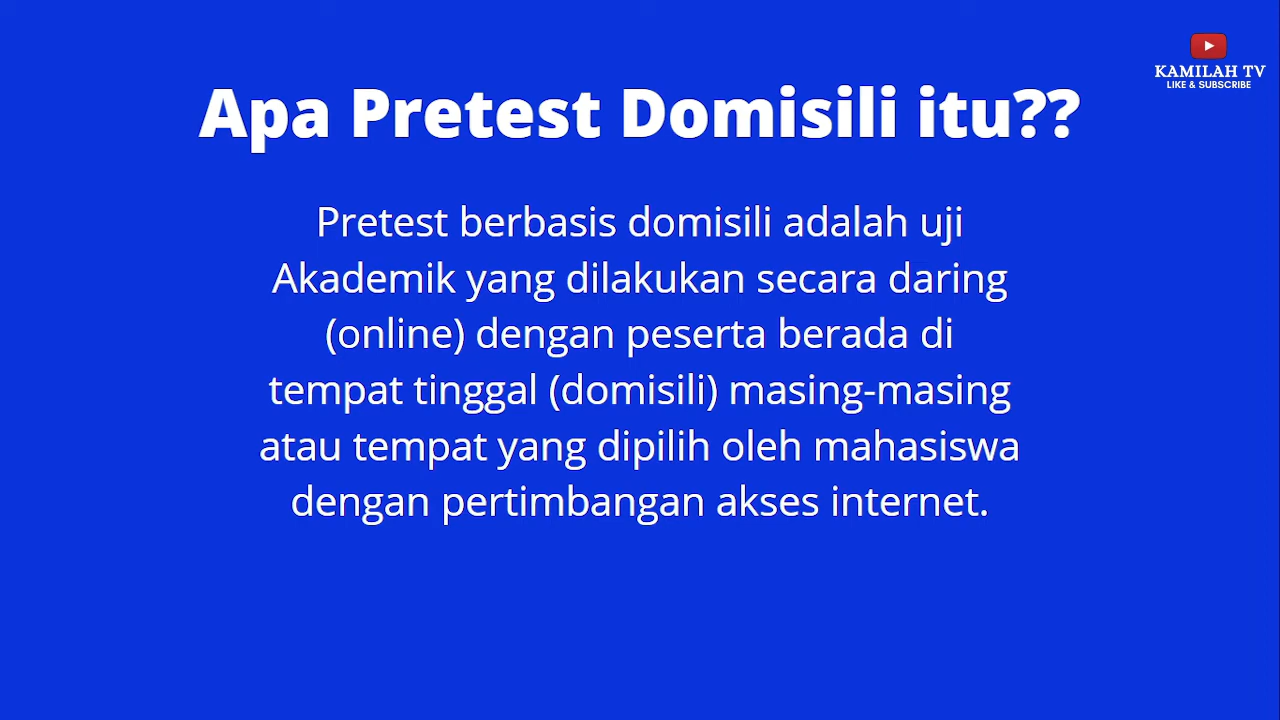 KAMILAH TV
LIKE & SUBSCRIBE
Apa Pretest Domisili itu??
Pretest berbasis domisili adalah uji
Akademik yang dilakukan secara daring
(online) dengan peserta berada di
tempat tinggal (domisili) masing-masing
atau tempat yang dipilih oleh mahasiswa
dengan pertimbangan akses internet.